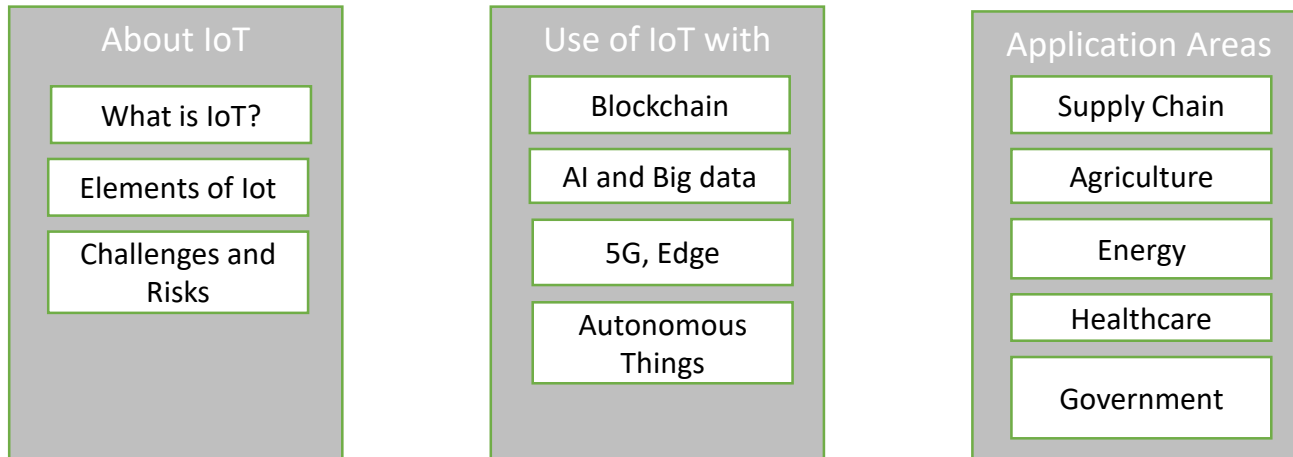 About IoT
What is IoT?
Elements of Iot
Challenges and
Risks
Use of IoT with
Blockchain
AI and Big data
5G, Edge
Autonomous
Things
Application Areas
Supply Chain
Agriculture
Energy
Healthcare
Government